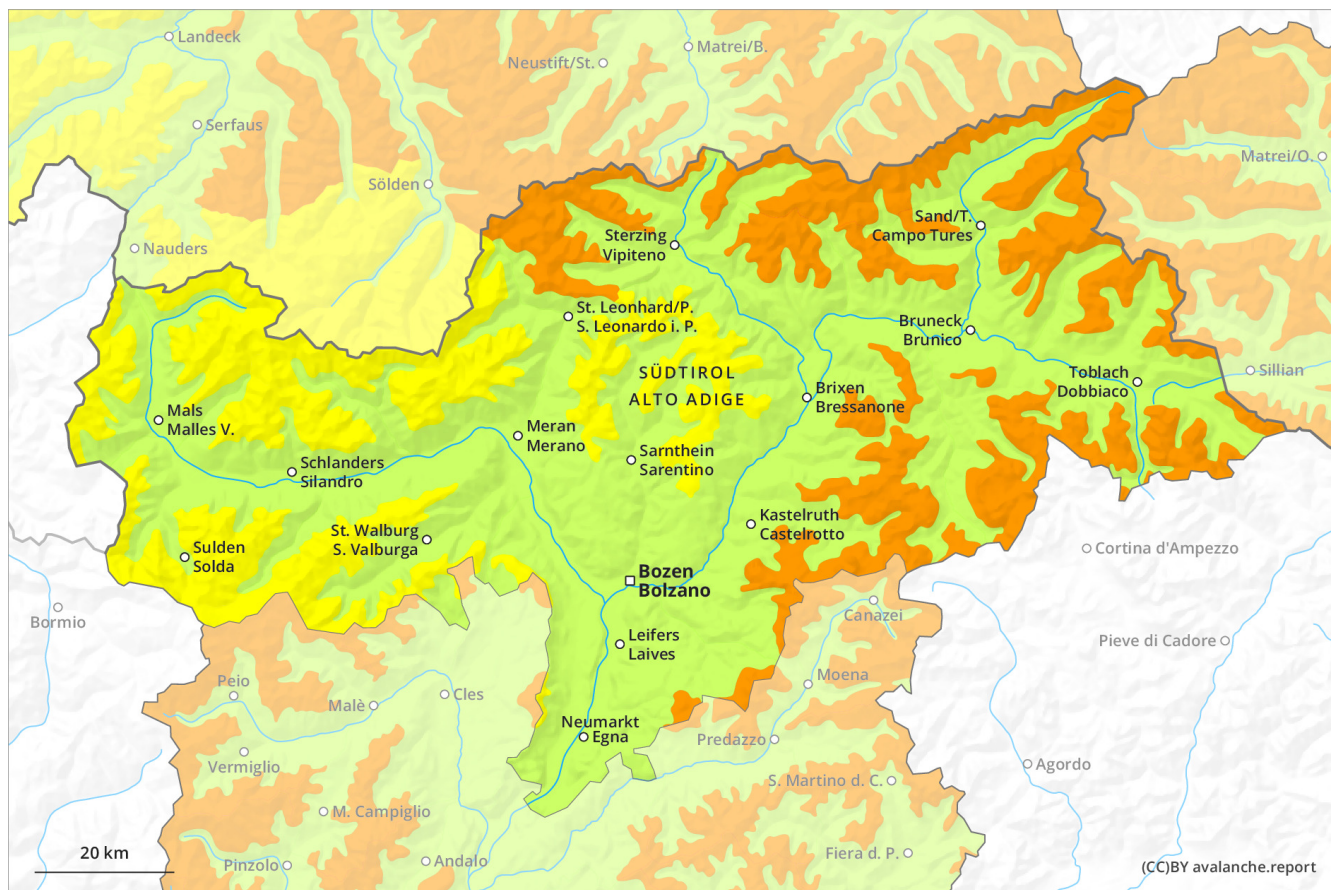 Landeck
Matrei/B.
Neustift/St.
Serfaus
Matrei/O.
Sölden
Sand/T.
Campo Tures
Sterzing
Vipiteno
Nauders
St. Leonhard/P.
S. Leonardo i. P.
Bruneck
Brunico
SÜDTIROL
ALTO ADIGE
Toblach
Dobbiaco
Sillian
Brixen
Bressanone
Mals
Malles V.
Meran
Merano
Sarnthein
Sarentino
Schlanders
Silandro
Kastelruth
Castelrotto
St. Walburg
S. Valburga
Sulden
Solda
Cortina d'Ampezzo
Bozen
Bolzano
Bormio
Canazei
Leifers
Laives
Pieve di Cadore
Peio
Moena
Malè
Cles
Neumarkt
Egna
Predazzo
Vermiglio
Agordo
S. Martino d. C.
M. Campiglio
20 km
Pinzolo
Andalo
Fiera d. P.
(CC)BY avalanche.report